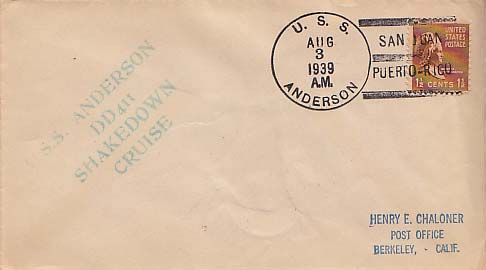 U. S. S.
AUG
3
1939
A.M.
ANDERSON
SAN JUAN
PUERTO-RICO
UNITED
STATES
POSTAGE
1½ CENTS 1½
S.S. ANDERSON
DD411
SHAKEDOWN
CRUISE
HENRY E. CHALONER
POST OFFICE
BERKELEY, - CALIF.